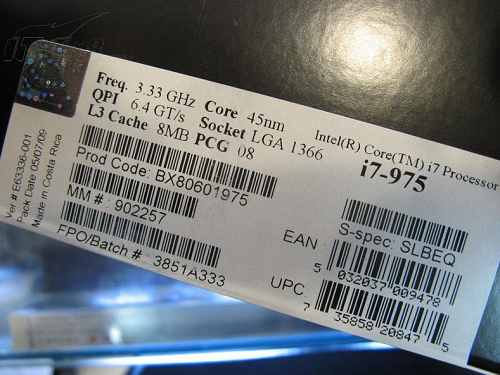 Freq. 3.33 GHz Core 45nm
QPI 6.4 GT/s Socket LGA 1366
L3 Cache 8MB PCG 08
Intel(R) Core(TM) i7 Processor
i7-975
Ver # E63336-001
Pack Date 05/07/09
Made in Costa Rica
Prod Code: BX80601975
MM #: 902257
FPO/Batch # 3851A333
S-spec: SLBEQ
EAN
5 032037 009478
UPC
7 35858 20847 5